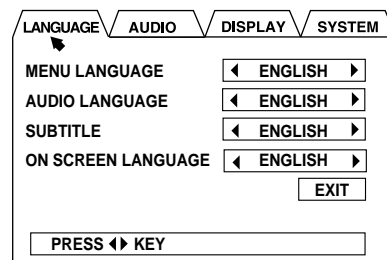 LANGUAGE AUDIO DISPLAY SYSTEM
MENU LANGUAGE ENGLISH
AUDIO LANGUAGE ENGLISH
SUBTITLE ENGLISH
ON SCREEN LANGUAGE ENGLISH
EXIT
PRESS KEY